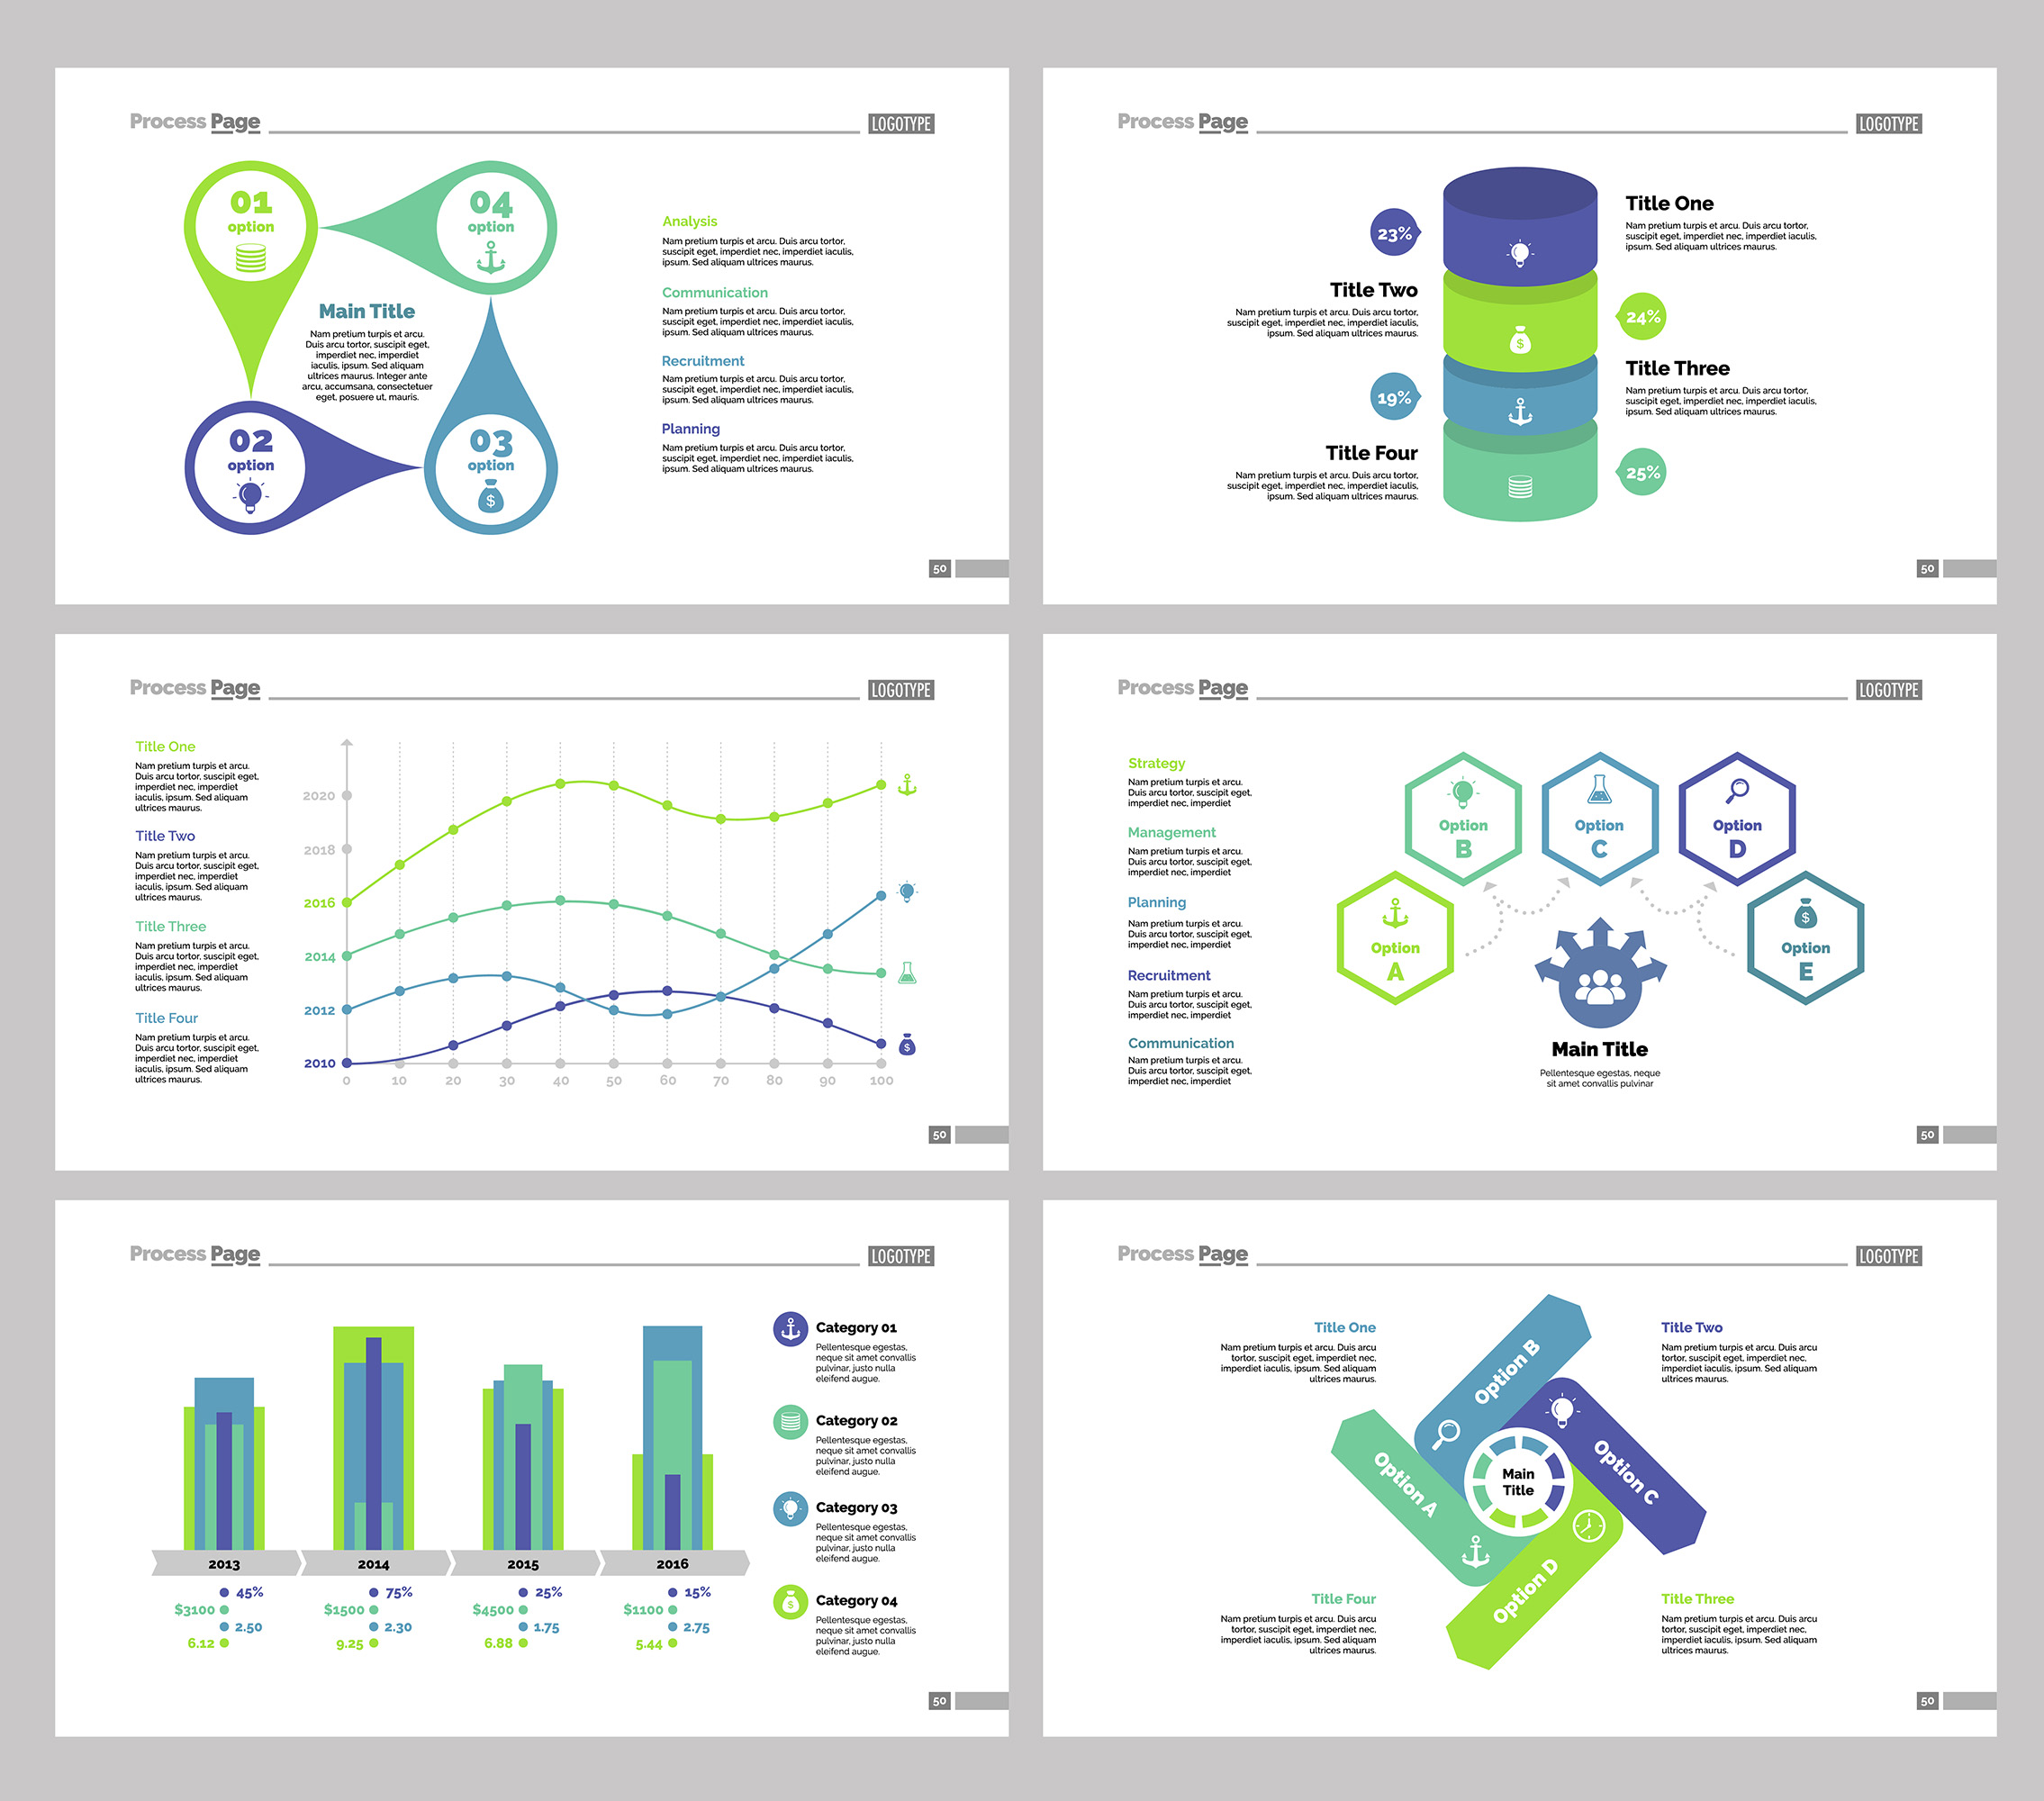 Process Page
LOGOTYPE
01
option
04
option
Main Title
Nam pretium turpis et arcu.
Duis arcu tortor, suscipit eget,
imperdiet nec, imperdiet
iaculis, ipsum. Sed aliquam
ultrices maurus. Integer ante
arcu, accumsana, consectetuer
eget, posuere ut, mauris.
02
option
03
option
$
Analysis
Nam pretium turpis et arcu. Duis arcu tortor,
suscipit eget, imperdiet nec, imperdiet iaculis,
ipsum. Sed aliquam ultrices maurus.
Communication
Nam pretium turpis et arcu. Duis arcu tortor,
suscipit eget, imperdiet nec, imperdiet iaculis,
ipsum. Sed aliquam ultrices maurus.
Recruitment
Nam pretium turpis et arcu. Duis arcu tortor,
suscipit eget, imperdiet nec, imperdiet iaculis,
ipsum. Sed aliquam ultrices maurus.
Planning
Nam pretium turpis et arcu. Duis arcu tortor,
suscipit eget, imperdiet nec, imperdiet iaculis,
ipsum. Sed aliquam ultrices maurus.
50
Process Page
LOGOTYPE
23%
Title One
Nam pretium turpis et arcu. Duis arcu tortor,
suscipit eget, imperdiet nec, imperdiet iaculis,
ipsum. Sed aliquam ultrices maurus.
Title Two
Nam pretium turpis et arcu. Duis arcu tortor,
suscipit eget, imperdiet nec, imperdiet iaculis,
ipsum. Sed aliquam ultrices maurus.
$
24%
19%
Title Three
Nam pretium turpis et arcu. Duis arcu tortor,
suscipit eget, imperdiet nec, imperdiet iaculis,
ipsum. Sed aliquam ultrices maurus.
Title Four
Nam pretium turpis et arcu. Duis arcu tortor,
suscipit eget, imperdiet nec, imperdiet iaculis,
ipsum. Sed aliquam ultrices maurus.
25%
50
Process Page
LOGOTYPE
Title One
Nam pretium turpis et arcu.
Duis arcu tortor, suscipit eget,
imperdiet nec, imperdiet
iaculis, ipsum. Sed aliquam
ultrices maurus.
Title Two
Nam pretium turpis et arcu.
Duis arcu tortor, suscipit eget,
imperdiet nec, imperdiet
iaculis, ipsum. Sed aliquam
ultrices maurus.
Title Three
Nam pretium turpis et arcu.
Duis arcu tortor, suscipit eget,
imperdiet nec, imperdiet
iaculis, ipsum. Sed aliquam
ultrices maurus.
Title Four
Nam pretium turpis et arcu.
Duis arcu tortor, suscipit eget,
imperdiet nec, imperdiet
iaculis, ipsum. Sed aliquam
ultrices maurus.
2020
2018
2016
2014
2012
2010
0 10 20 30 40 50 60 70 80 90 100
$
50
Process Page
LOGOTYPE
Strategy
Nam pretium turpis et arcu.
Duis arcu tortor, suscipit eget,
imperdiet nec, imperdiet
Management
Nam pretium turpis et arcu.
Duis arcu tortor, suscipit eget,
imperdiet nec, imperdiet
Planning
Nam pretium turpis et arcu.
Duis arcu tortor, suscipit eget,
imperdiet nec, imperdiet
Recruitment
Nam pretium turpis et arcu.
Duis arcu tortor, suscipit eget,
imperdiet nec, imperdiet
Communication
Nam pretium turpis et arcu.
Duis arcu tortor, suscipit eget,
imperdiet nec, imperdiet
Option
B
Option
C
Option
D
Option
A
$
Option
E
Main Title
Pellentesque egestas, neque
sit amet convallis pulvinar
50
Process Page
LOGOTYPE
2013 2014 2015 2016
45% 75% 25% 15%
$3100 $1500 $4500 $1100
2.50 2.30 1.75 2.75
6.12 9.25 6.88 5.44
Category 01
Pellentesque egestas,
neque sit amet convallis
pulvinar, justo nulla
eleifend augue.
Category 02
Pellentesque egestas,
neque sit amet convallis
pulvinar, justo nulla
eleifend augue.
Category 03
Pellentesque egestas,
neque sit amet convallis
pulvinar, justo nulla
eleifend augue.
$
Category 04
Pellentesque egestas,
neque sit amet convallis
pulvinar, justo nulla
eleifend augue.
50
Process Page
LOGOTYPE
Title One
Nam pretium turpis et arcu. Duis arcu
tortor, suscipit eget, imperdiet nec,
imperdiet iaculis, ipsum. Sed aliquam
ultrices maurus.
Title Two
Nam pretium turpis et arcu. Duis arcu
tortor, suscipit eget, imperdiet nec,
imperdiet iaculis, ipsum. Sed aliquam
ultrices maurus.
Option B
Option C
Option A
Main
Title
Option D
Title Four
Nam pretium turpis et arcu. Duis arcu
tortor, suscipit eget, imperdiet nec,
imperdiet iaculis, ipsum. Sed aliquam
ultrices maurus.
Title Three
Nam pretium turpis et arcu. Duis arcu
tortor, suscipit eget, imperdiet nec,
imperdiet iaculis, ipsum. Sed aliquam
ultrices maurus.
50